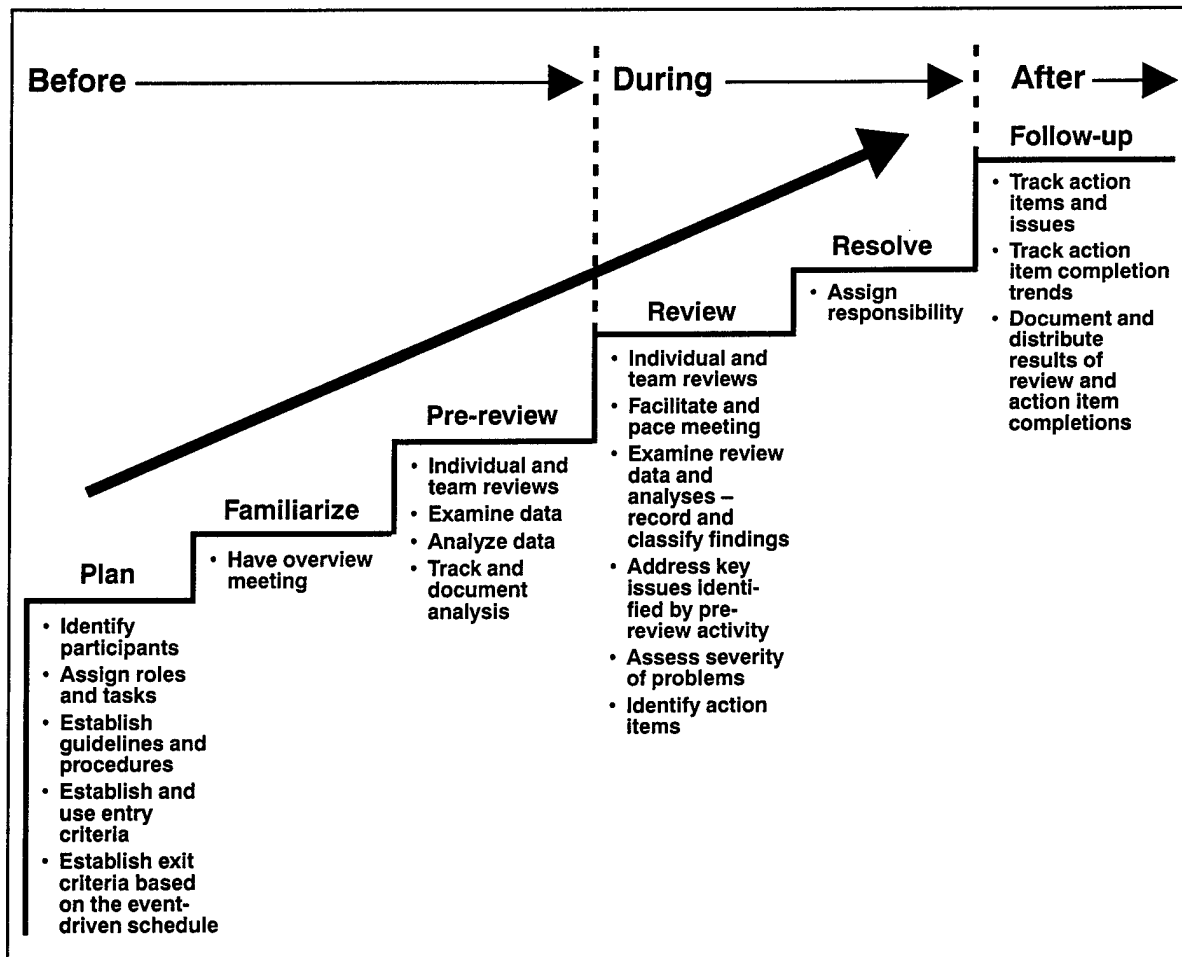 Before
During
After
Follow-up
• Track action
items and
issues
• Track action
item completion
trends
• Document and
distribute
results of
review and
action item
completions
Resolve
• Assign
responsibility
Review
• Individual and
team reviews
• Facilitate and
pace meeting
• Examine review
data and
analyses –
record and
classify findings
• Address key
issues identi-
fied by pre-
review activity
• Assess severity
of problems
• Identify action
items
Pre-review
• Individual and
team reviews
• Examine data
• Analyze data
• Track and
document
analysis
Familiarize
• Have overview
meeting
Plan
• Identify
participants
• Assign roles
and tasks
• Establish
guidelines and
procedures
• Establish and
use entry
criteria
• Establish exit
criteria based
on the event-
driven schedule